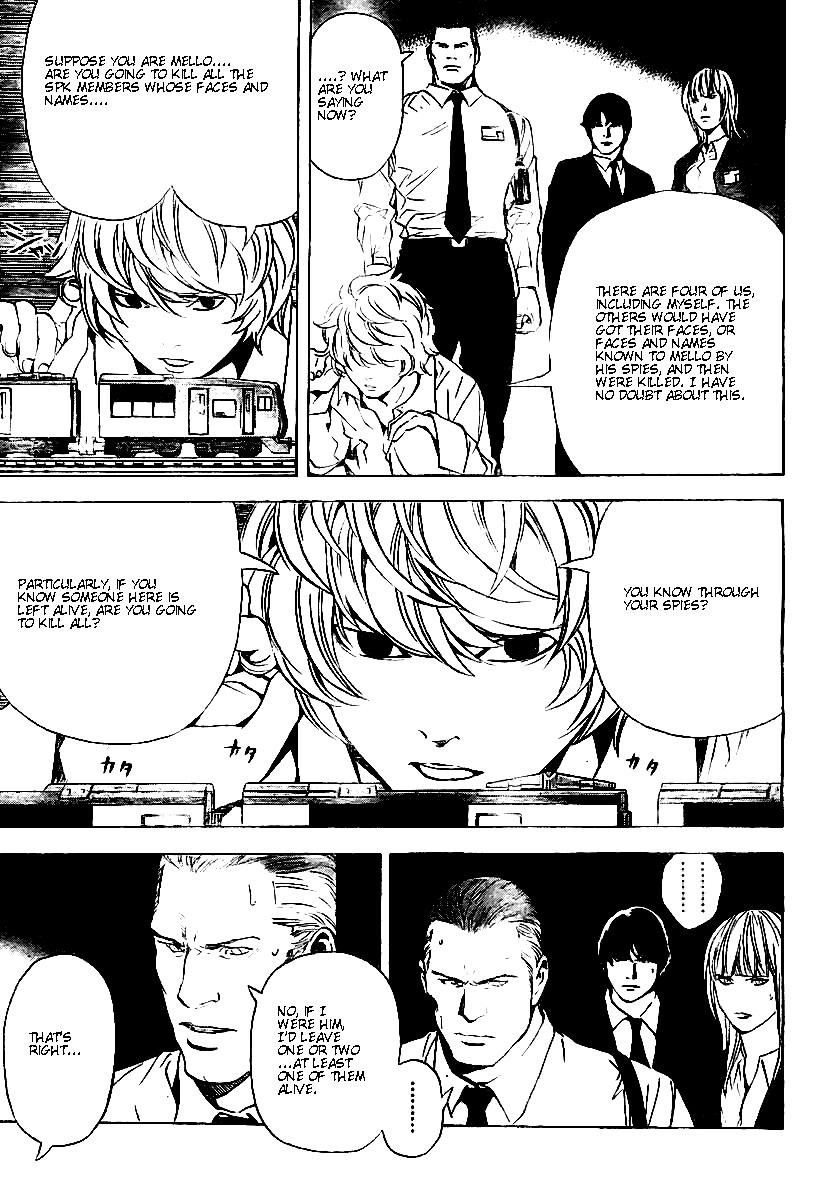 ....? WHAT
ARE YOU
SAYING
NOW?
THERE ARE FOUR OF US,
INCLUDING MYSELF. THE
OTHERS WOULD HAVE
GOT THEIR FACES, OR
FACES AND NAMES
KNOWN TO MELLO BY
HIS SPIES, AND THEN
WERE KILLED. I HAVE
NO DOUBT ABOUT THIS.
SUPPOSE YOU ARE MELLO....
ARE YOU GOING TO KILL ALL THE
SPK MEMBERS WHOSE FACES AND
NAMES....
YOU KNOW THROUGH
YOUR SPIES?
PARTICULARLY, IF YOU
KNOW SOMEONE HERE IS
LEFT ALIVE, ARE YOU GOING
TO KILL ALL?
カタ
カタ
..........
........
NO, IF I
WERE HIM,
I'D LEAVE
ONE OR TWO
...AT LEAST
ONE OF THEM
ALIVE.
THAT'S
RIGHT...